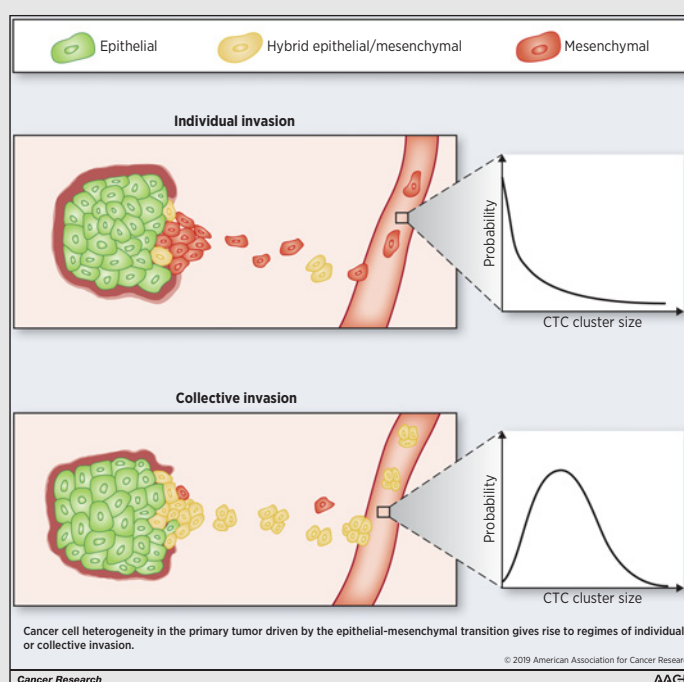 Epithelial
Hybrid epithelial/mesenchymal
Mesenchymal
Individual invasion
Probability
CTC cluster size
Collective invasion
Probability
CTC cluster size
Cancer cell heterogeneity in the primary tumor driven by the epithelial-mesenchymal transition gives rise to regimes of individual
or collective invasion.
© 2019 American Association for Cancer Resear
Cancer Research